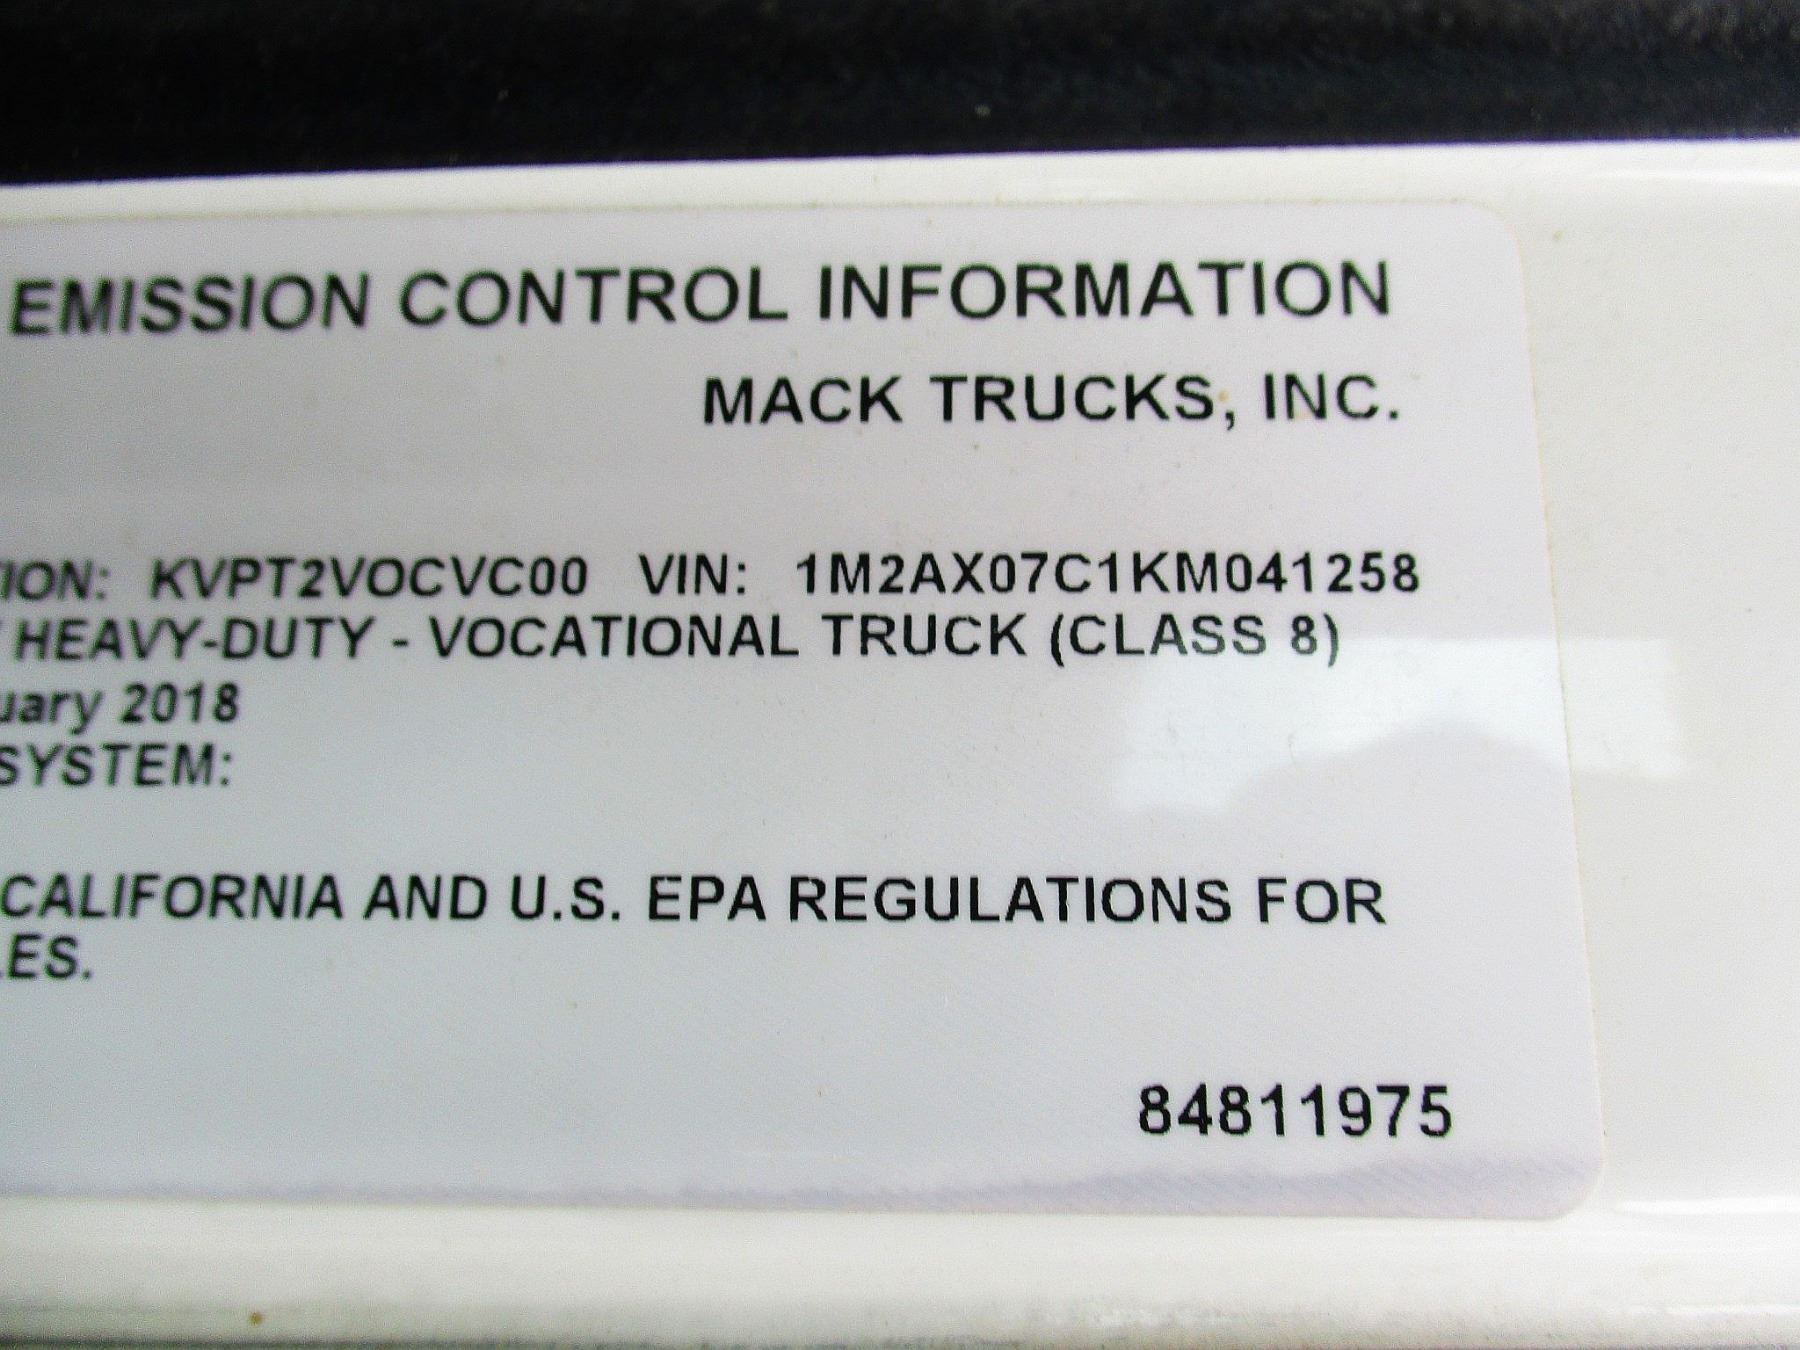 EMISSION CONTROL INFORMATION
MACK TRUCKS, INC.
ION: KVPT2VOCVC00 VIN: 1M2AX07C1KM041258
HEAVY-DUTY - VOCATIONAL TRUCK (CLASS 8)
uary 2018
SYSTEM:
CALIFORNIA AND U.S. EPA REGULATIONS FOR
ES.
84811975